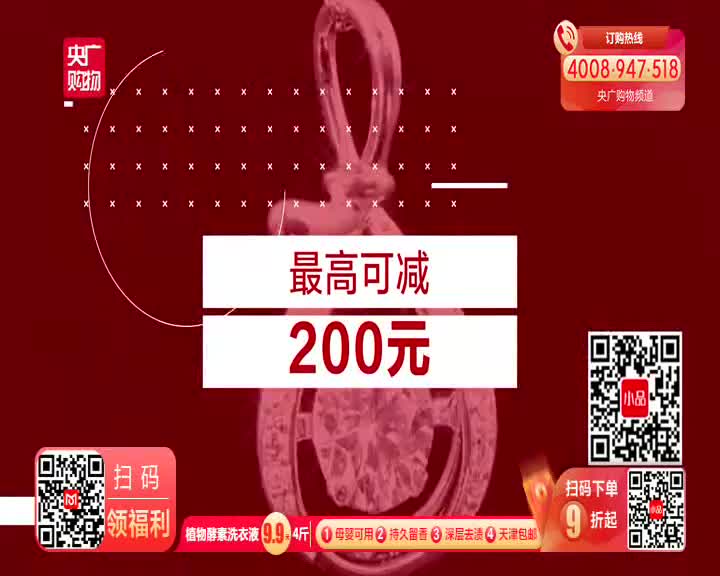 央广
购物
订购热线
4008·947·518
央广购物频道
最高可减
200元
小品
扫码
领福利
植物酵素洗衣液 9.9元 4斤
1 母婴可用 2 持久留香 3 深层去渍 4 天津包邮
扫码下单
9 折起
小品